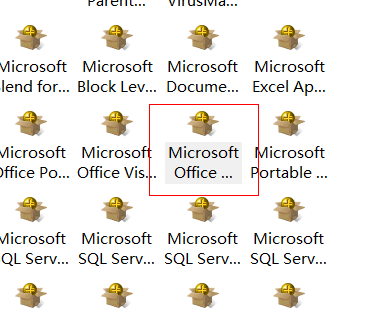 Parent... VirusMa...
Microsoft Microsoft Microsoft Microsoft
lend for... Block Lev... Docume... Excel Ap...
Microsoft Microsoft Microsoft Microsoft
Office Po... Office Vis... Office ... Portable ...
Microsoft Microsoft Microsoft Microsoft
SQL Serv... SQL Serv... SQL Serv... SQL Serv...